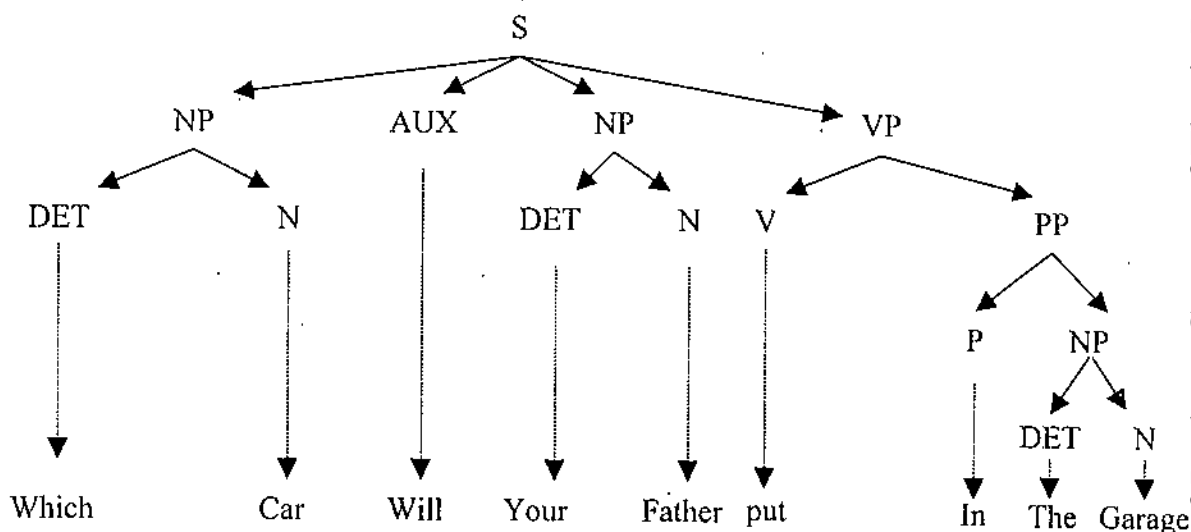 S
NP AUX NP VP
DET N DET N V PP
P NP
DET N
Which Car Will Your Father put In The Garage